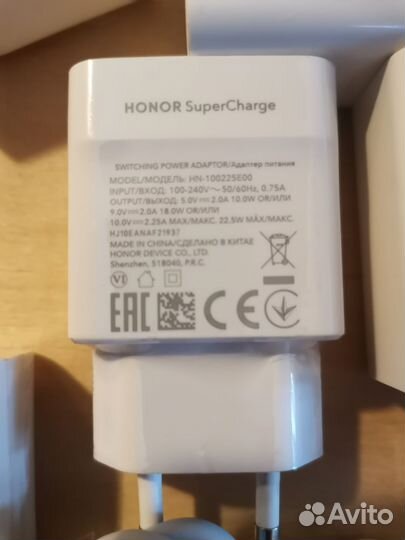 HONOR SuperCharge
SWITCHING POWER ADAPTOR/Адаптер питания
MODEL/МОДЕЛЬ: HN-100225E00
INPUT/ВХОД: 100-240V~50/60Hz, 0.75A
OUTPUT/ВЫХОД: 5.0V⎓2.0A 10.0W OR/ИЛИ
9.0V⎓2.0A 18.0W OR/ИЛИ
10.0V⎓2.25A MAX/МАКС. 22.5W MAX/МАКС.
HJ10EANAF21937
MADE IN CHINA/СДЕЛАНО В КИТАЕ
HONOR DEVICE CO., LTD.
Shenzhen, 518040, P.R.C.
VI
EAC CE
Avito